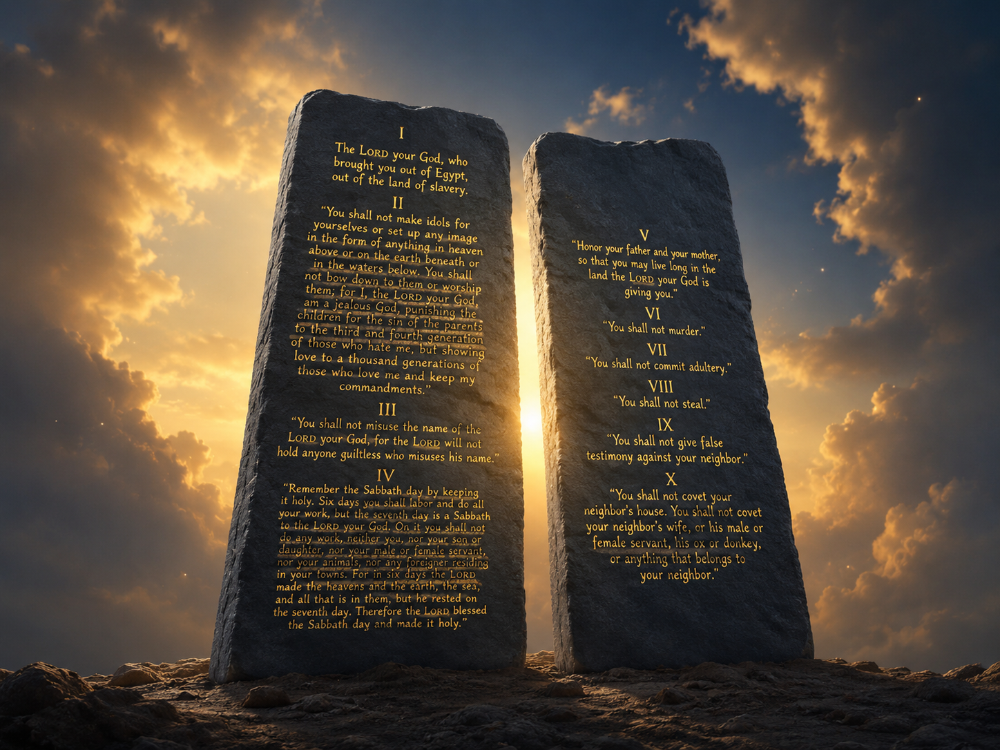 I
The LORD your God, who
brought you out of Egypt,
out of the land of slavery.
II
“You shall not make idols for
yourselves or set up any image
in the form of anything in heaven
above or on the earth beneath or
in the waters below. You shall
not bow down to them or worship
them; for I, the LORD your God,
am a jealous God, punishing the
children for the sin of the parents
to the third and fourth generation
of those who hate me, but showing
love to a thousand generations of
those who love me and keep my
commandments.”
III
“You shall not misuse the name of the
LORD your God, for the LORD will not
hold anyone guiltless who misuses his name.”
IV
“Remember the Sabbath day by keeping
it holy. Six days you shall labor and do all
your work, but the seventh day is a Sabbath
to the LORD your God. On it you shall not
do any work, neither you, nor your son or
daughter, nor your male or female servant,
nor your animals, nor any foreigner residing
in your towns. For in six days the LORD
made the heavens and the earth, the sea,
and all that is in them, but he rested on
the seventh day. Therefore the LORD blessed
the Sabbath day and made it holy.”
V
“Honor your father and your mother,
so that you may live long in the
land the LORD your God is
giving you.”
VI
“You shall not murder.”
VII
“You shall not commit adultery.”
VIII
“You shall not steal.”
IX
“You shall not give false
testimony against your neighbor.”
X
“You shall not covet your
neighbor's house. You shall not covet
your neighbor's wife, or his male or
female servant, his ox or donkey,
or anything that belongs to
your neighbor.”